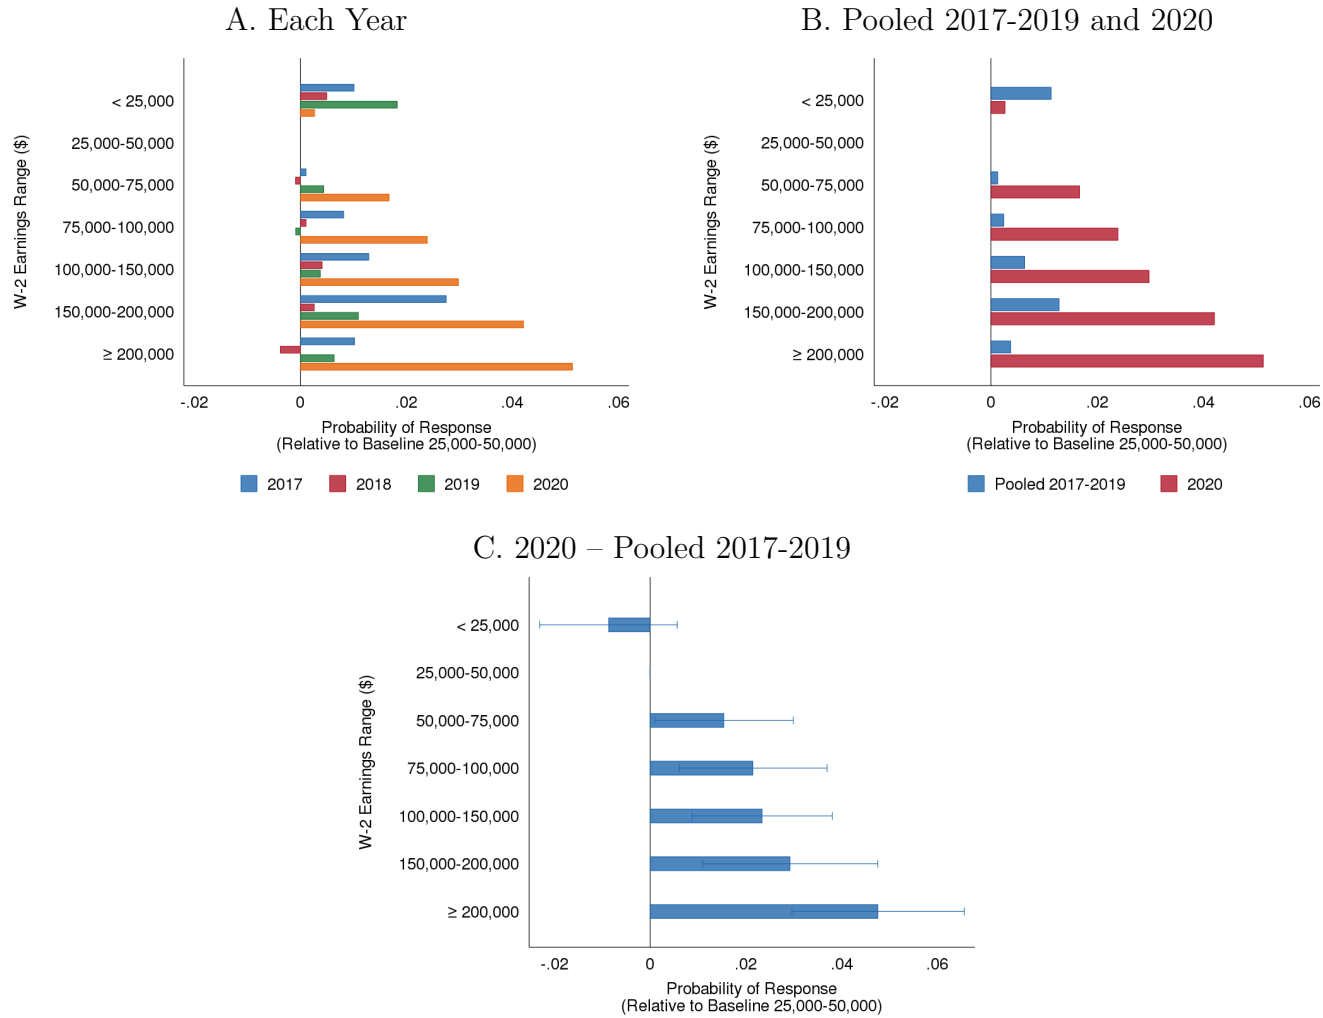 A. Each Year
W-2 Earnings Range ($)
< 25,000
25,000-50,000
50,000-75,000
75,000-100,000
100,000-150,000
150,000-200,000
≥ 200,000
-.02 0 .02 .04 .06
Probability of Response
(Relative to Baseline 25,000-50,000)
2017 2018 2019 2020
B. Pooled 2017-2019 and 2020
W-2 Earnings Range ($)
< 25,000
25,000-50,000
50,000-75,000
75,000-100,000
100,000-150,000
150,000-200,000
≥ 200,000
-.02 0 .02 .04 .06
Probability of Response
(Relative to Baseline 25,000-50,000)
Pooled 2017-2019 2020
C. 2020 – Pooled 2017-2019
W-2 Earnings Range ($)
< 25,000
25,000-50,000
50,000-75,000
75,000-100,000
100,000-150,000
150,000-200,000
≥ 200,000
-.02 0 .02 .04 .06
Probability of Response
(Relative to Baseline 25,000-50,000)